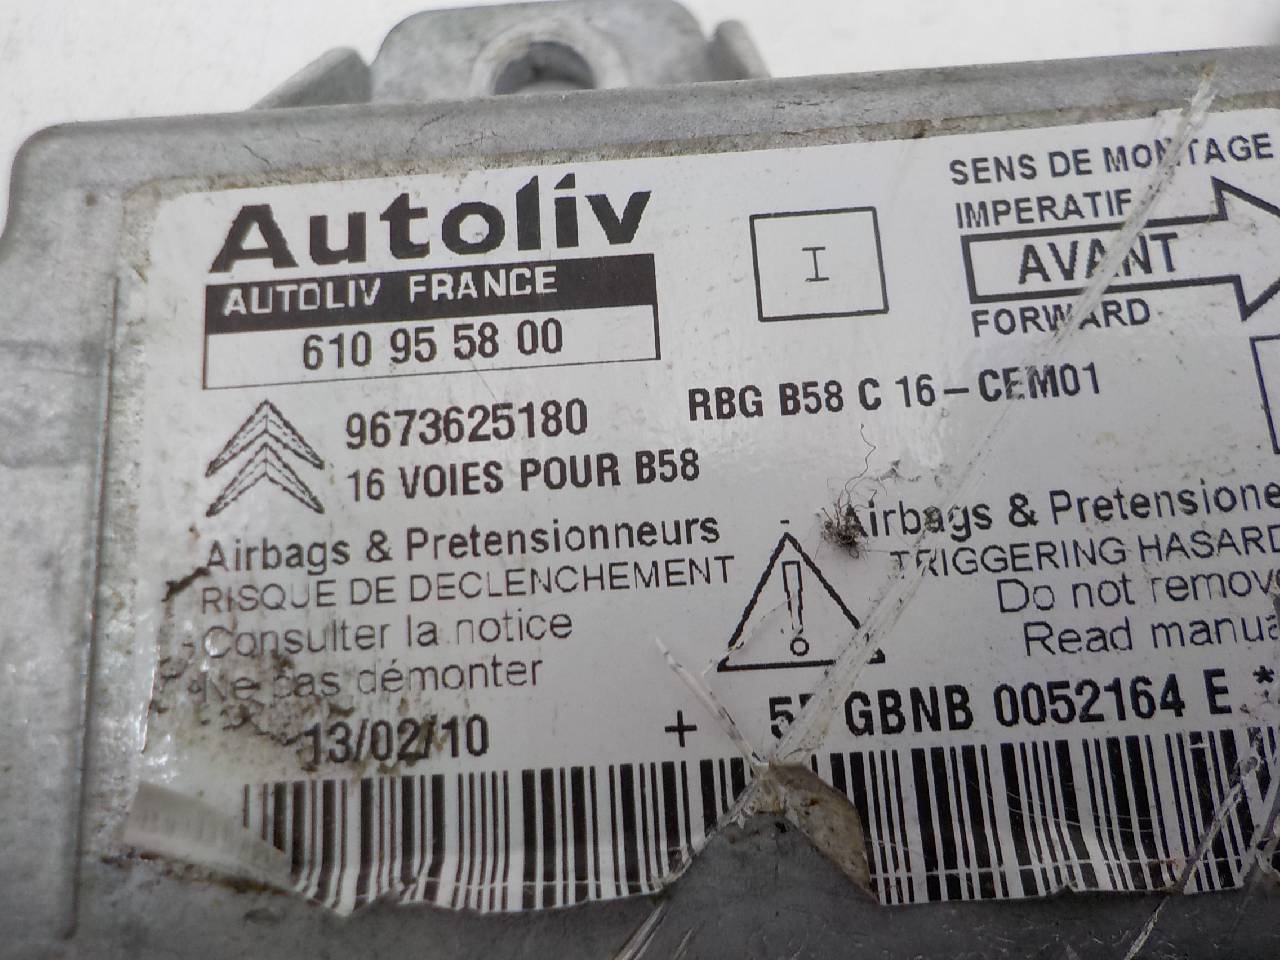 Autoliv
AUTOLIV FRANCE
610 95 58 00
I
SENS DE MONTAGE
IMPERATIF
AVANT
FORWARD
9673625180
16 VOIES POUR B58
RBG B58 C 16-CEM01
Airbags & Pretensionneurs
RISQUE DE DECLENCHEMENT
Consulter la notice
Ne pas démonter
13/02/10
Airbags & Pretensionne
TRIGGERING HASARD
Do not remov
Read manua
+ GBNB 0052164 E *